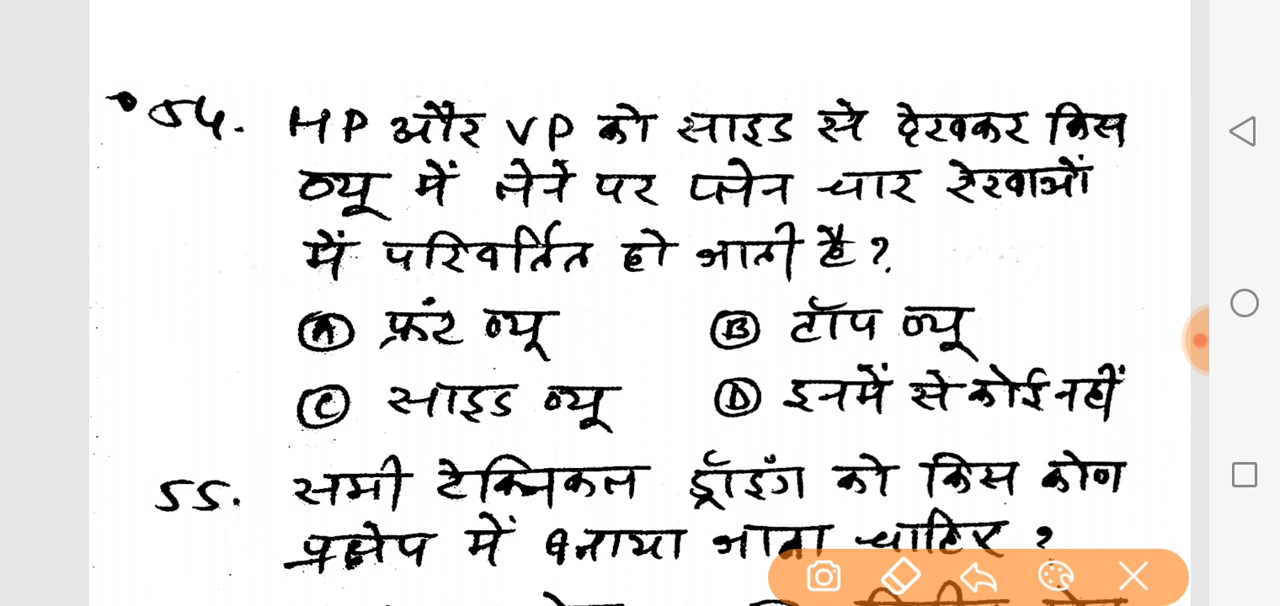 54. HP और VP को साइड से देखकर किस
व्यू में लेने पर प्लेन चार रेखाओं
में परिवर्तित हो जाती है?
Ⓐ फ्रंट व्यू Ⓑ टॉप व्यू
Ⓒ साइड व्यू Ⓓ इनमें से कोई नहीं
55. सभी टेक्निकल ड्रॉइंग को किस कोण
प्रक्षेप में बनाया जाना चाहिए?